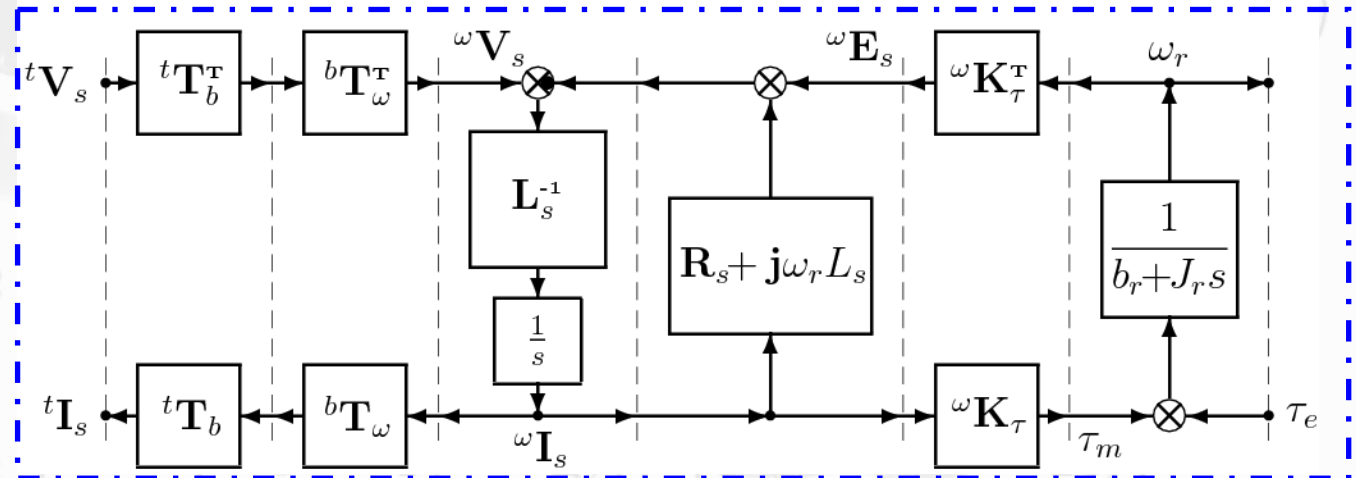 ᵗV_s ᵗT_b^T ᵇT_ω^T ^ωV_s ^ωE_s ^ωK_τ^T ω_r
L_s^-1
R_s + jω_r L_s
1/(b_r+J_r s)
1/s
ᵗI_s ᵗT_b ᵇT_ω ^ωI_s ^ωK_τ τ_m τ_e